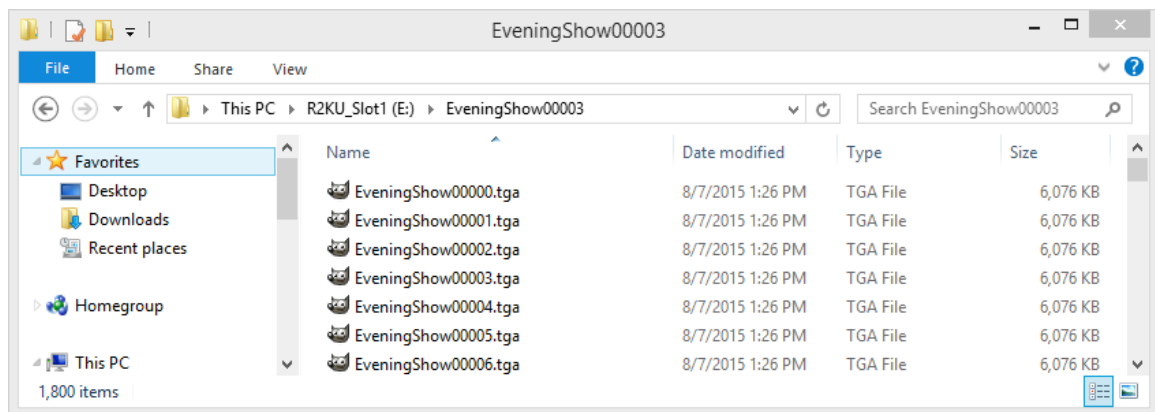 EveningShow00003
File Home Share View
This PC R2KU_Slot1 (E:) EveningShow00003 Search EveningShow00003
Favorites
Desktop
Downloads
Recent places
Homegroup
This PC
Name Date modified Type Size
EveningShow00000.tga 8/7/2015 1:26 PM TGA File 6,076 KB
EveningShow00001.tga 8/7/2015 1:26 PM TGA File 6,076 KB
EveningShow00002.tga 8/7/2015 1:26 PM TGA File 6,076 KB
EveningShow00003.tga 8/7/2015 1:26 PM TGA File 6,076 KB
EveningShow00004.tga 8/7/2015 1:26 PM TGA File 6,076 KB
EveningShow00005.tga 8/7/2015 1:26 PM TGA File 6,076 KB
EveningShow00006.tga 8/7/2015 1:26 PM TGA File 6,076 KB
1,800 items